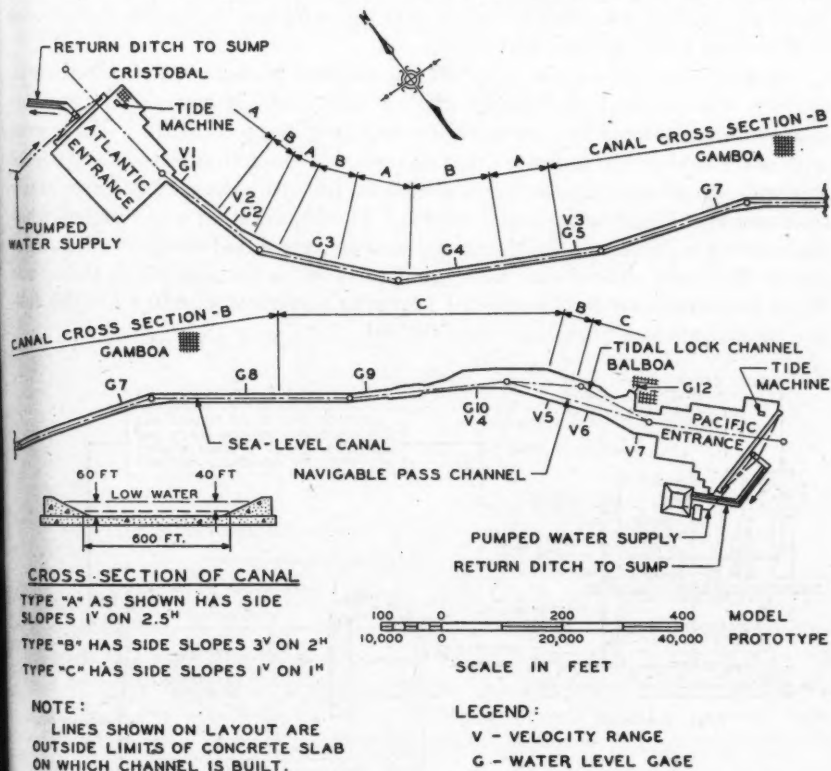 RETURN DITCH TO SUMP
CRISTOBAL
N
TIDE
MACHINE
ATLANTIC
ENTRANCE
PUMPED
WATER SUPPLY
V1
G1
V2
G2
A
B
A
B
A
B
A
CANAL CROSS SECTION-B
GAMBOA
G3
G4
V3
G5
G7
CANAL CROSS SECTION-B
GAMBOA
C
B
C
TIDAL LOCK CHANNEL
BALBOA
G12
TIDE
MACHINE
G7
G8
G9
G10
V4
V5
V6
V7
PACIFIC
ENTRANCE
SEA-LEVEL CANAL
NAVIGABLE PASS CHANNEL
60 FT
40 FT
LOW WATER
600 FT.
PUMPED WATER SUPPLY
RETURN DITCH TO SUMP
CROSS-SECTION OF CANAL
TYPE "A" AS SHOWN HAS SIDE
SLOPES 1V ON 2.5H
TYPE "B" HAS SIDE SLOPES 3V ON 2H
TYPE "C" HAS SIDE SLOPES 1V ON 1H
100 0 200 400 MODEL
10,000 0 20,000 40,000 PROTOTYPE
SCALE IN FEET
NOTE:
LINES SHOWN ON LAYOUT ARE
OUTSIDE LIMITS OF CONCRETE SLAB
ON WHICH CHANNEL IS BUILT.
LEGEND:
V - VELOCITY RANGE
G - WATER LEVEL GAGE